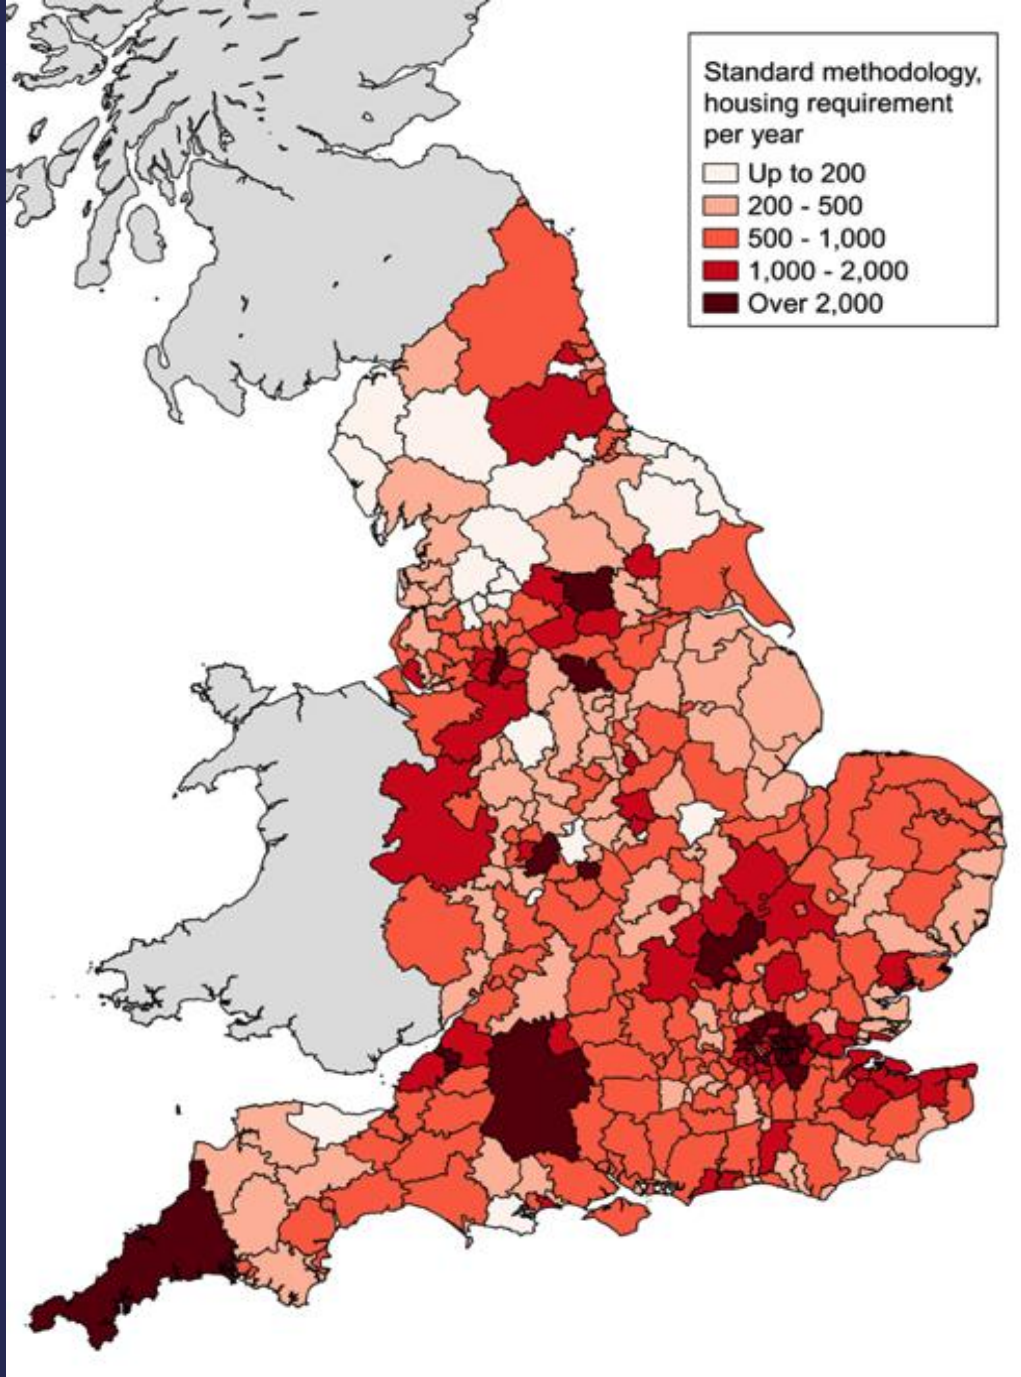 Standard methodology,
housing requirement
per year
Up to 200
200 - 500
500 - 1,000
1,000 - 2,000
Over 2,000